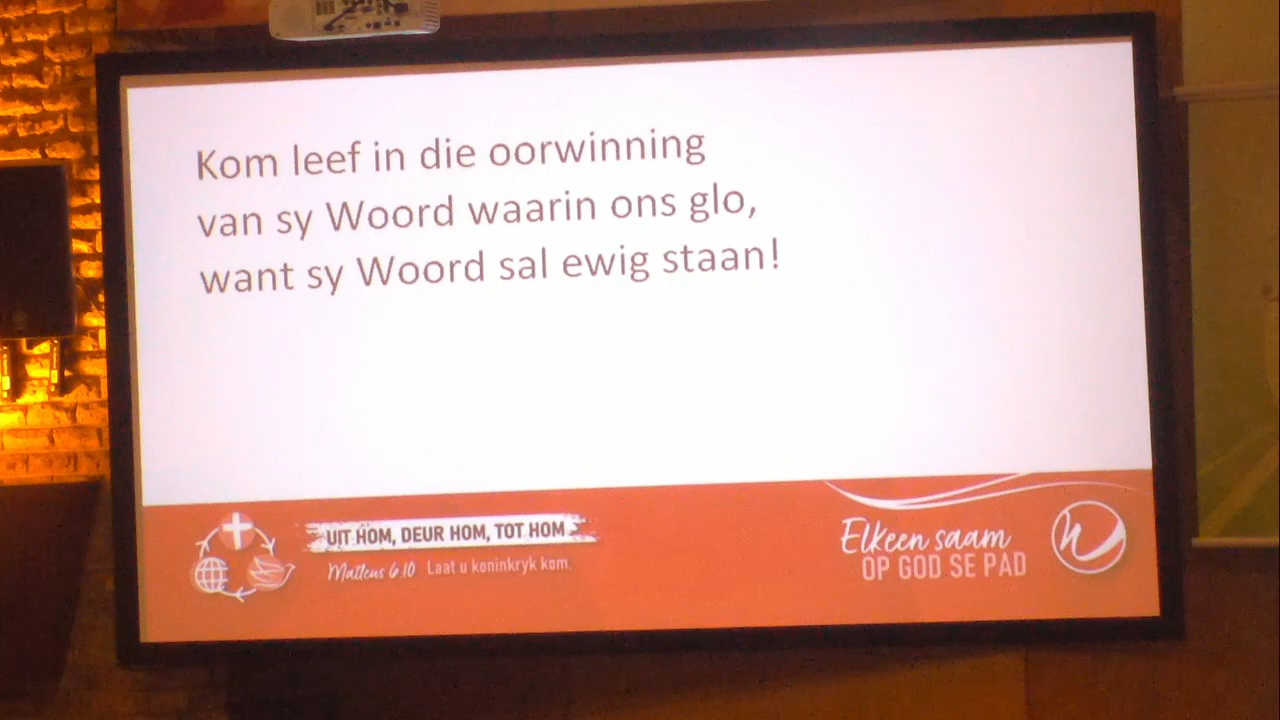 Kom leef in die oorwinning
van sy Woord waarin ons glo,
want sy Woord sal ewig staan!
UIT HOM, DEUR HOM, TOT HOM
Matteus 6:10 Laat u koninkryk kom.
Elkeen saam
OP GOD SE PAD